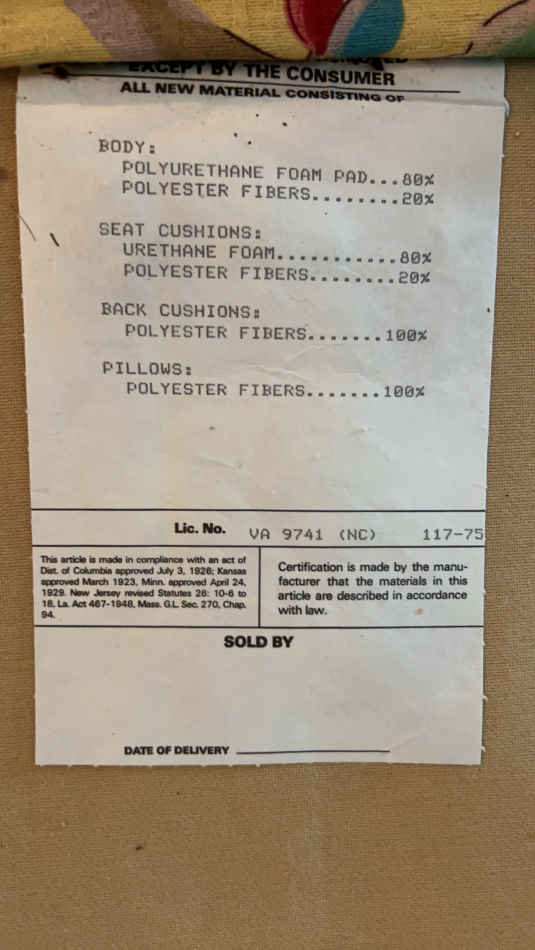 EXCEPT BY THE CONSUMER
ALL NEW MATERIAL CONSISTING OF
BODY:
POLYURETHANE FOAM PAD...80%
POLYESTER FIBERS........20%
SEAT CUSHIONS:
URETHANE FOAM...........80%
POLYESTER FIBERS........20%
BACK CUSHIONS:
POLYESTER FIBERS.......100%
PILLOWS:
POLYESTER FIBERS.......100%
Lic. No. VA 9741 (NC) 117-75
This article is made in compliance with an act of
Dist. of Columbia approved July 3, 1926; Kansas
approved March 1923, Minn. approved April 24,
1929. New Jersey revised Statutes 26: 10-6 to
18, La. Act 467-1948, Mass. G.L. Sec. 270, Chap.
94.
Certification is made by the manu-
facturer that the materials in this
article are described in accordance
with law.
SOLD BY
DATE OF DELIVERY